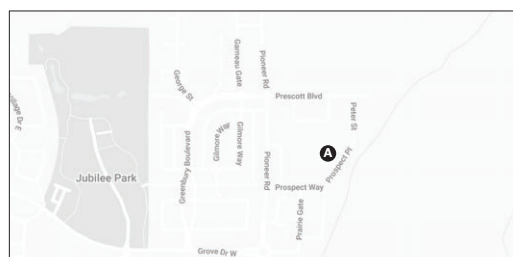 Village Dr E
Jubilee Park
George St
Garneau Gate
Pioneer Rd
Prescott Blvd
Peter St
Greenbury Boulevard
Gilmore Way
Gilmore Way
Pioneer Rd
A
Prospect Pl
Prospect Way
Prairie Gate
Grove Dr W